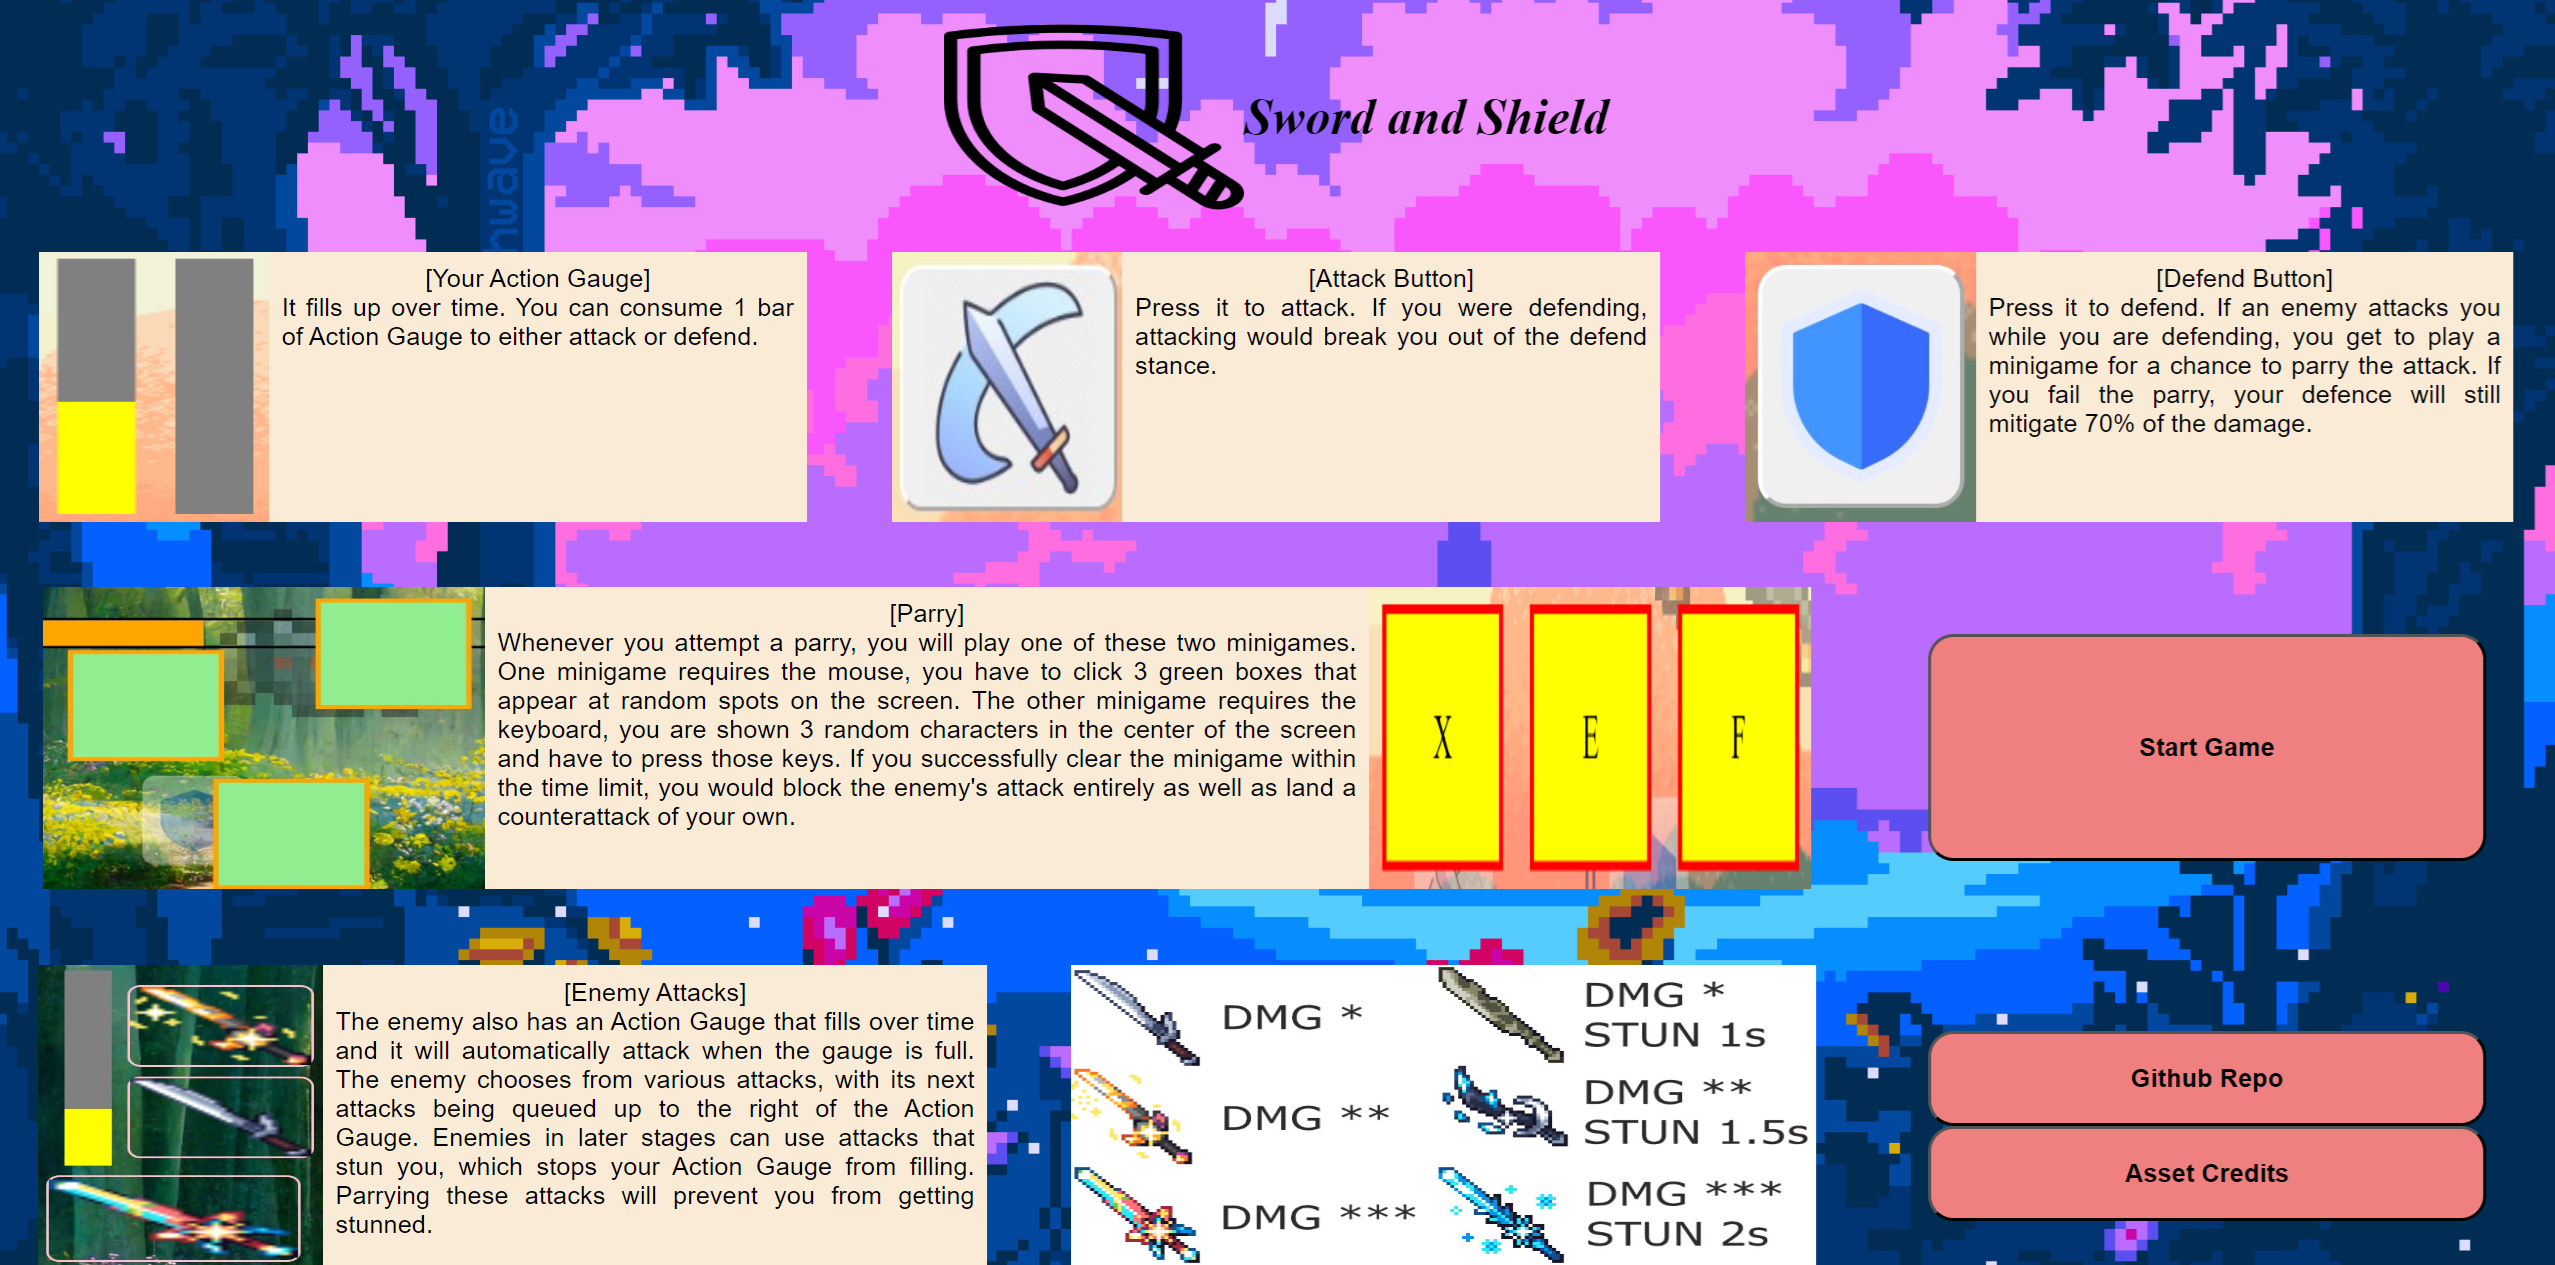 Sword and Shield
nwave
[Your Action Gauge]
It fills up over time. You can consume 1 bar
of Action Gauge to either attack or defend.
[Attack Button]
Press it to attack. If you were defending,
attacking would break you out of the defend
stance.
[Defend Button]
Press it to defend. If an enemy attacks you
while you are defending, you get to play a
minigame for a chance to parry the attack. If
you fail the parry, your defence will still
mitigate 70% of the damage.
[Parry]
Whenever you attempt a parry, you will play one of these two minigames.
One minigame requires the mouse, you have to click 3 green boxes that
appear at random spots on the screen. The other minigame requires the
keyboard, you are shown 3 random characters in the center of the screen
and have to press those keys. If you successfully clear the minigame within
the time limit, you would block the enemy's attack entirely as well as land a
counterattack of your own.
X E F
Start Game
[Enemy Attacks]
The enemy also has an Action Gauge that fills over time
and it will automatically attack when the gauge is full.
The enemy chooses from various attacks, with its next
attacks being queued up to the right of the Action
Gauge. Enemies in later stages can use attacks that
stun you, which stops your Action Gauge from filling.
Parrying these attacks will prevent you from getting
stunned.
DMG *
DMG *
STUN 1s
DMG **
DMG **
STUN 1.5s
DMG ***
DMG ***
STUN 2s
Github Repo
Asset Credits